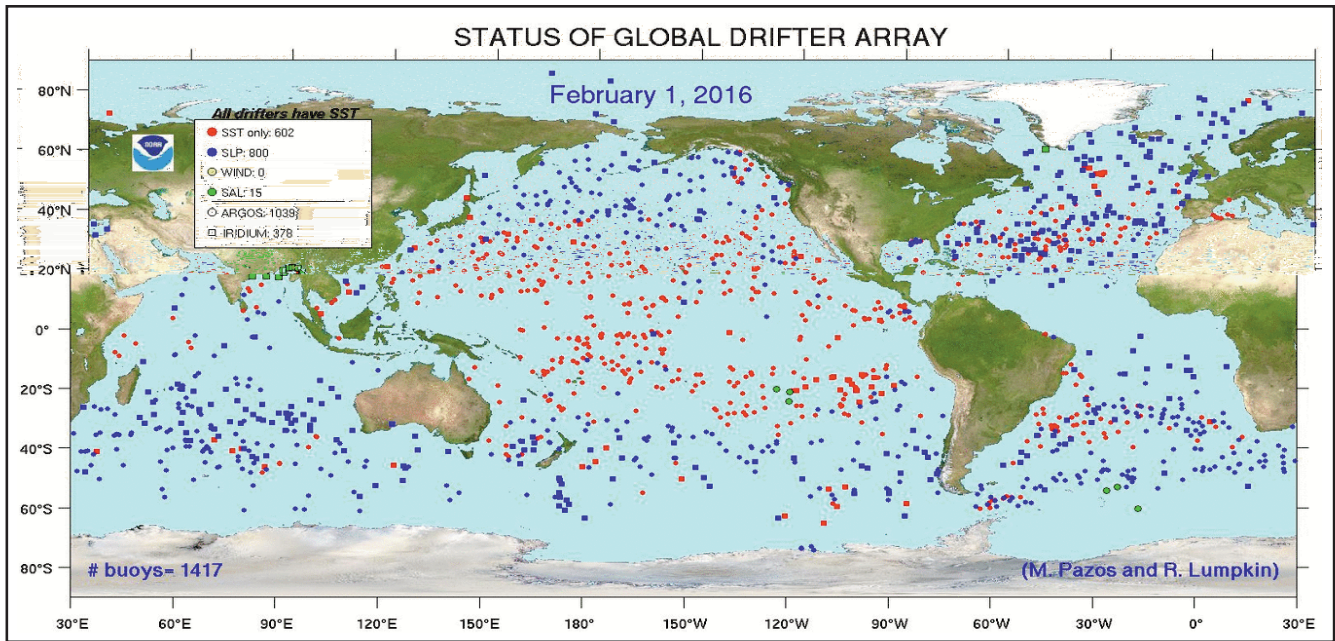 STATUS OF GLOBAL DRIFTER ARRAY
February 1, 2016
80°N
60°N
40°N
20°N
0°
20°S
40°S
60°S
80°S
All drifters have SST
SST only: 602
SLP: 800
WIND: 0
SAL: 15
ARGOS: 1039
IRIDIUM: 378
# buoys= 1417
(M. Pazos and R. Lumpkin)
30°E 60°E 90°E 120°E 150°E 180° 150°W 120°W 90°W 60°W 30°W 0° 30°E